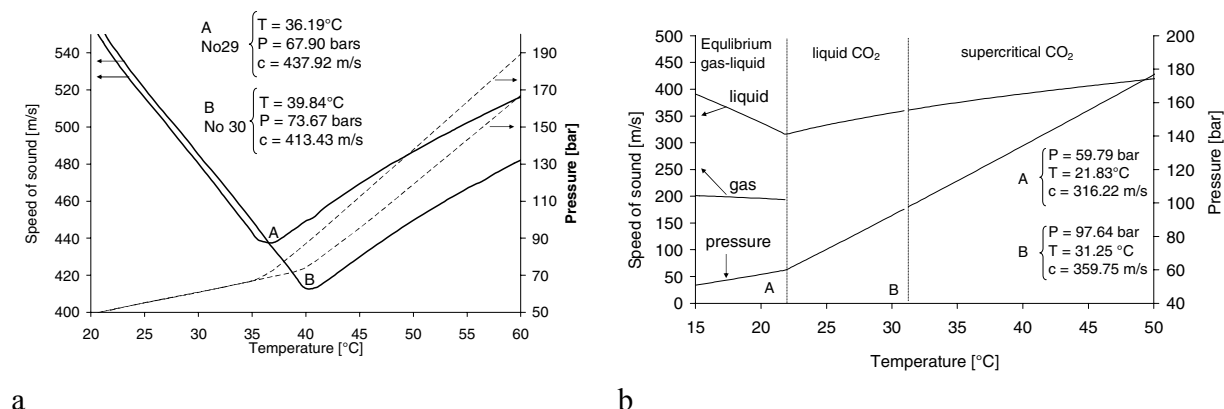 A
No29
T = 36.19°C
P = 67.90 bars
c = 437.92 m/s
B
No 30
T = 39.84°C
P = 73.67 bars
c = 413.43 m/s
540
520
500
480
460
440
420
400
Speed of sound [m/s]
190
170
150
130
110
90
70
50
Pressure [bar]
A
B
20 25 30 35 40 45 50 55 60
Temperature [°C]
a
500
450
400
350
300
250
200
150
100
50
0
Speed of sound [m/s]
200
180
160
140
120
100
80
60
40
Pressure [bar]
Equlibrium
gas-liquid
liquid CO₂
supercritical CO₂
liquid
gas
pressure
A
P = 59.79 bar
T = 21.83°C
c = 316.22 m/s
B
P = 97.64 bar
T = 31.25 °C
c = 359.75 m/s
A
B
15 20 25 30 35 40 45 50
Temperature [°C]
b